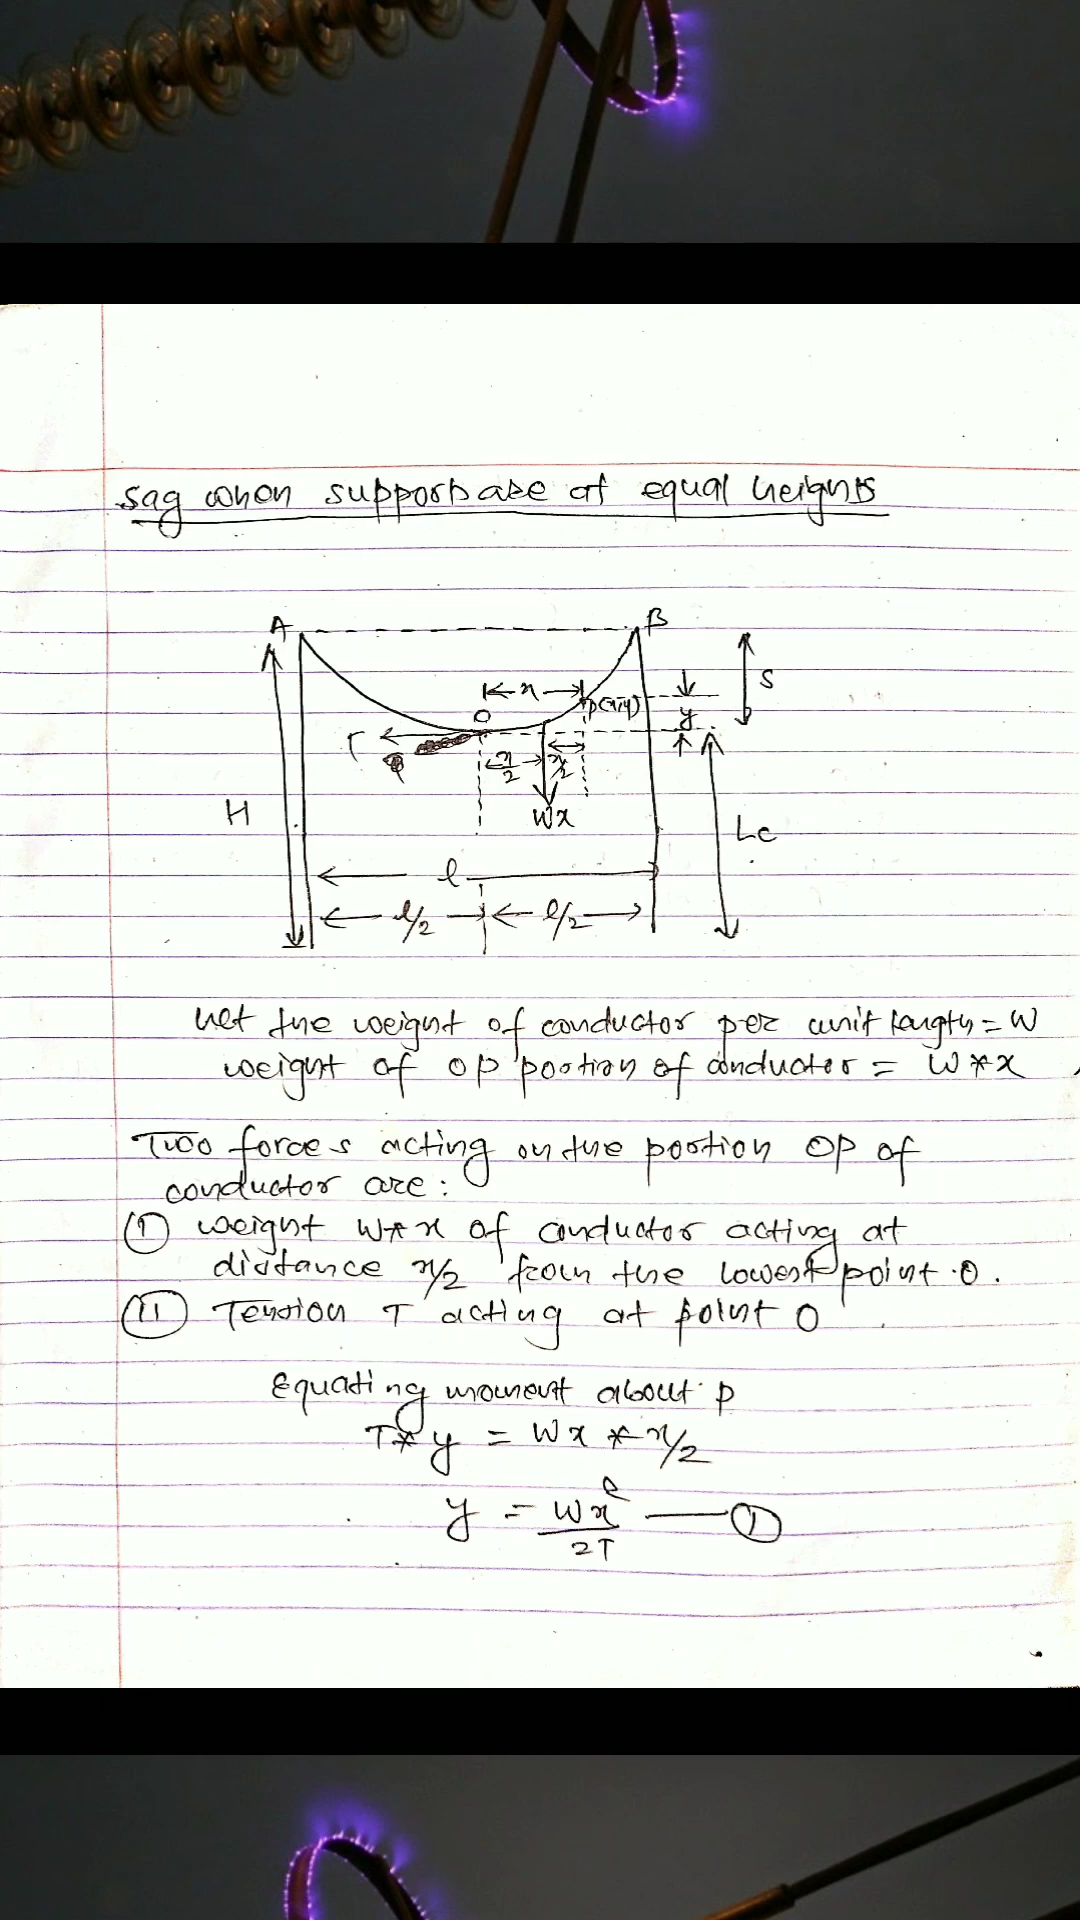 sag when supports are at equal heights
A
B
S
x
P(x,y)
y
O
T
x/2
x/2
Wx
H
Lc
l
l/2
l/2
Let the weight of conductor per unit length = W
weight of OP portion of conductor = W*x
Two forces acting on the portion OP of
conductor are:
(I) weight W*x of conductor acting at
distance x/2 from the lowest point O.
(II) Tension T acting at point O
Equating moment about P
T*y = Wx * x/2
y = Wx²/2T — (I)